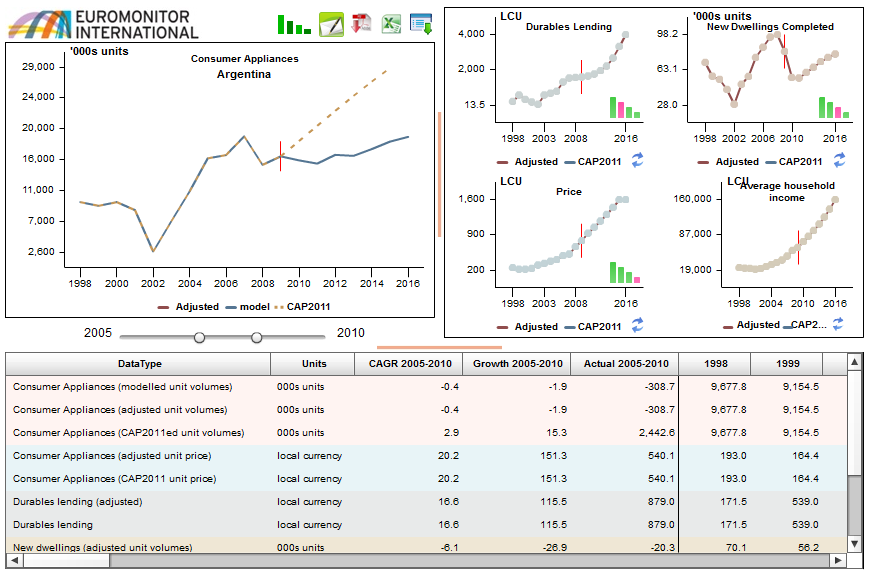 EUROMONITOR
INTERNATIONAL
'000s units
Consumer Appliances
Argentina
29,000
24,000
20,000
16,000
11,000
7,000
2,600
1998 2000 2002 2004 2006 2008 2010 2012 2014 2016
Adjusted model CAP2011
LCU
Durables Lending
4,000
2,000
13.5
1998 2003 2008 2016
Adjusted CAP2011
'000s units
New Dwellings Completed
98.2
63.1
28.0
1998 2002 2006 2010 2016
Adjusted CAP2011
LCU
Price
1,600
900
200
1998 2003 2008 2016
Adjusted CAP2011
LCU
Average household
income
160,000
87,000
19,000
1998 2004 2010 2016
Adjusted CAP2...
2005 2010
DataType Units CAGR 2005-2010 Growth 2005-2010 Actual 2005-2010 1998 1999
Consumer Appliances (modelled unit volumes) 000s units -0.4 -1.9 -308.7 9,677.8 9,154.5
Consumer Appliances (adjusted unit volumes) 000s units -0.4 -1.9 -308.7 9,677.8 9,154.5
Consumer Appliances (CAP2011ed unit volumes) 000s units 2.9 15.3 2,442.6 9,677.8 9,154.5
Consumer Appliances (adjusted unit price) local currency 20.2 151.3 540.1 193.0 164.4
Consumer Appliances (CAP2011 unit price) local currency 20.2 151.3 540.1 193.0 164.4
Durables lending (adjusted) local currency 16.6 115.5 879.0 171.5 539.0
Durables lending local currency 16.6 115.5 879.0 171.5 539.0
New dwellings (adjusted unit volumes) 000s units -6.1 -26.9 -20.3 70.1 56.2